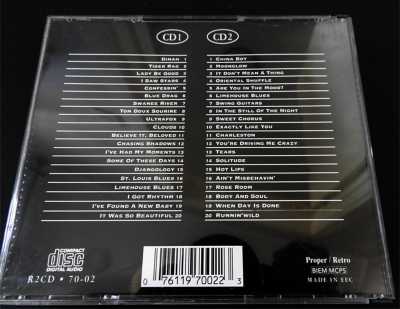 CD1
Dinah 1
Tiger Rag 2
Lady Be Good 3
I Saw Stars 4
Confessin' 5
Blue Drag 6
Swanee River 7
Ton Doux Sourire 8
Ultrafox 9
Clouds 10
Believe It, Beloved 11
Chasing Shadows 12
I've Had My Moments 13
Some Of These Days 14
Djangology 15
St. Louis Blues 16
Limehouse Blues 17
I Got Rhythm 18
I've Found A New Baby 19
It Was So Beautiful 20
CD2
1 China Boy
2 Moonglow
3 It Don't Mean A Thing
4 Oriental Shuffle
5 Are You In The Mood?
6 Limehouse Blues
7 Swing Guitars
8 In The Still Of The Night
9 Sweet Chorus
10 Exactly Like You
11 Charleston
12 You're Driving Me Crazy
13 Tears
14 Solitude
15 Hot Lips
16 Ain't Misbehavin'
17 Rose Room
18 Body And Soul
19 When Day Is Done
20 Runnin'wild
COMPACT
disc
DIGITAL AUDIO
R2CD • 70-02
0 76119 70022 3
Proper / Retro
BIEM MCPS
MADE IN EEC